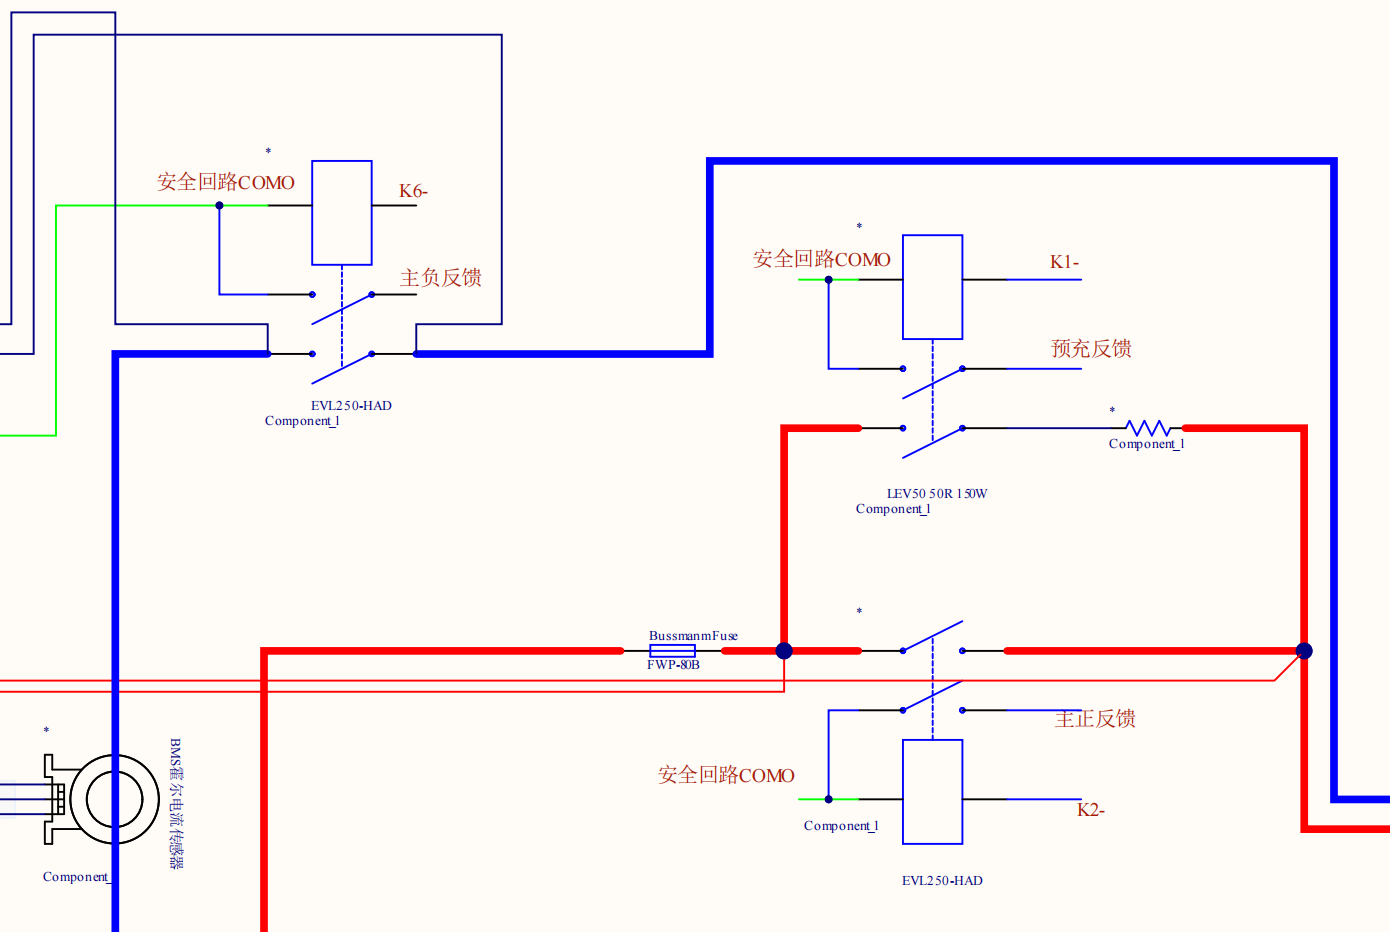 *
安全回路COMO
K6-
主负反馈
EVL250-HAD
Component_1
*
安全回路COMO
K1-
预充反馈
*
Component_1
LEV50 50R 150W
Component_1
*
BussmannFuse
FWP-80B
主正反馈
安全回路COMO
K2-
Component_1
EVL250-HAD
*
BMS霍尔电流传感器
Component_